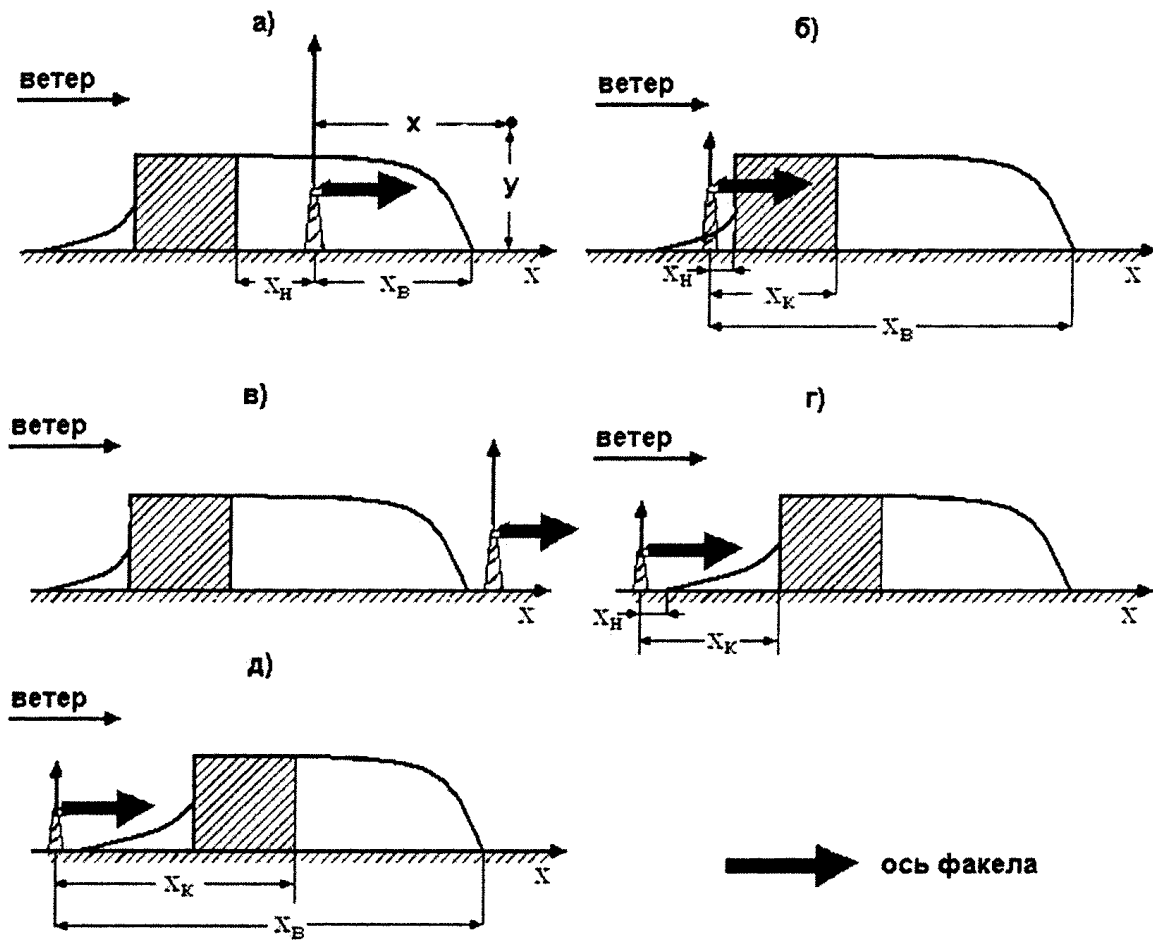 а)
ветер
x
y
Xн
Xв
X
б)
ветер
Xн
Xк
Xв
X
в)
ветер
X
г)
ветер
Xн
Xк
X
д)
ветер
Xк
Xв
X
ось факела